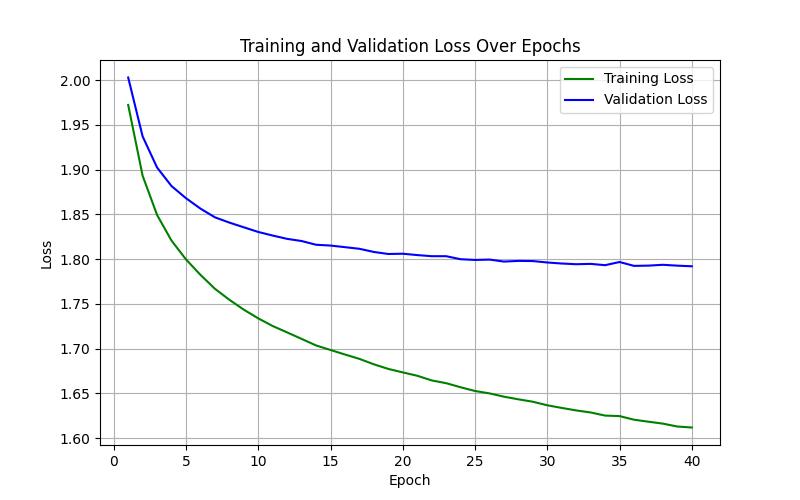 Training and Validation Loss Over Epochs
Training Loss
Validation Loss
2.00
1.95
1.90
1.85
1.80
1.75
1.70
1.65
1.60
Loss
0 5 10 15 20 25 30 35 40
Epoch